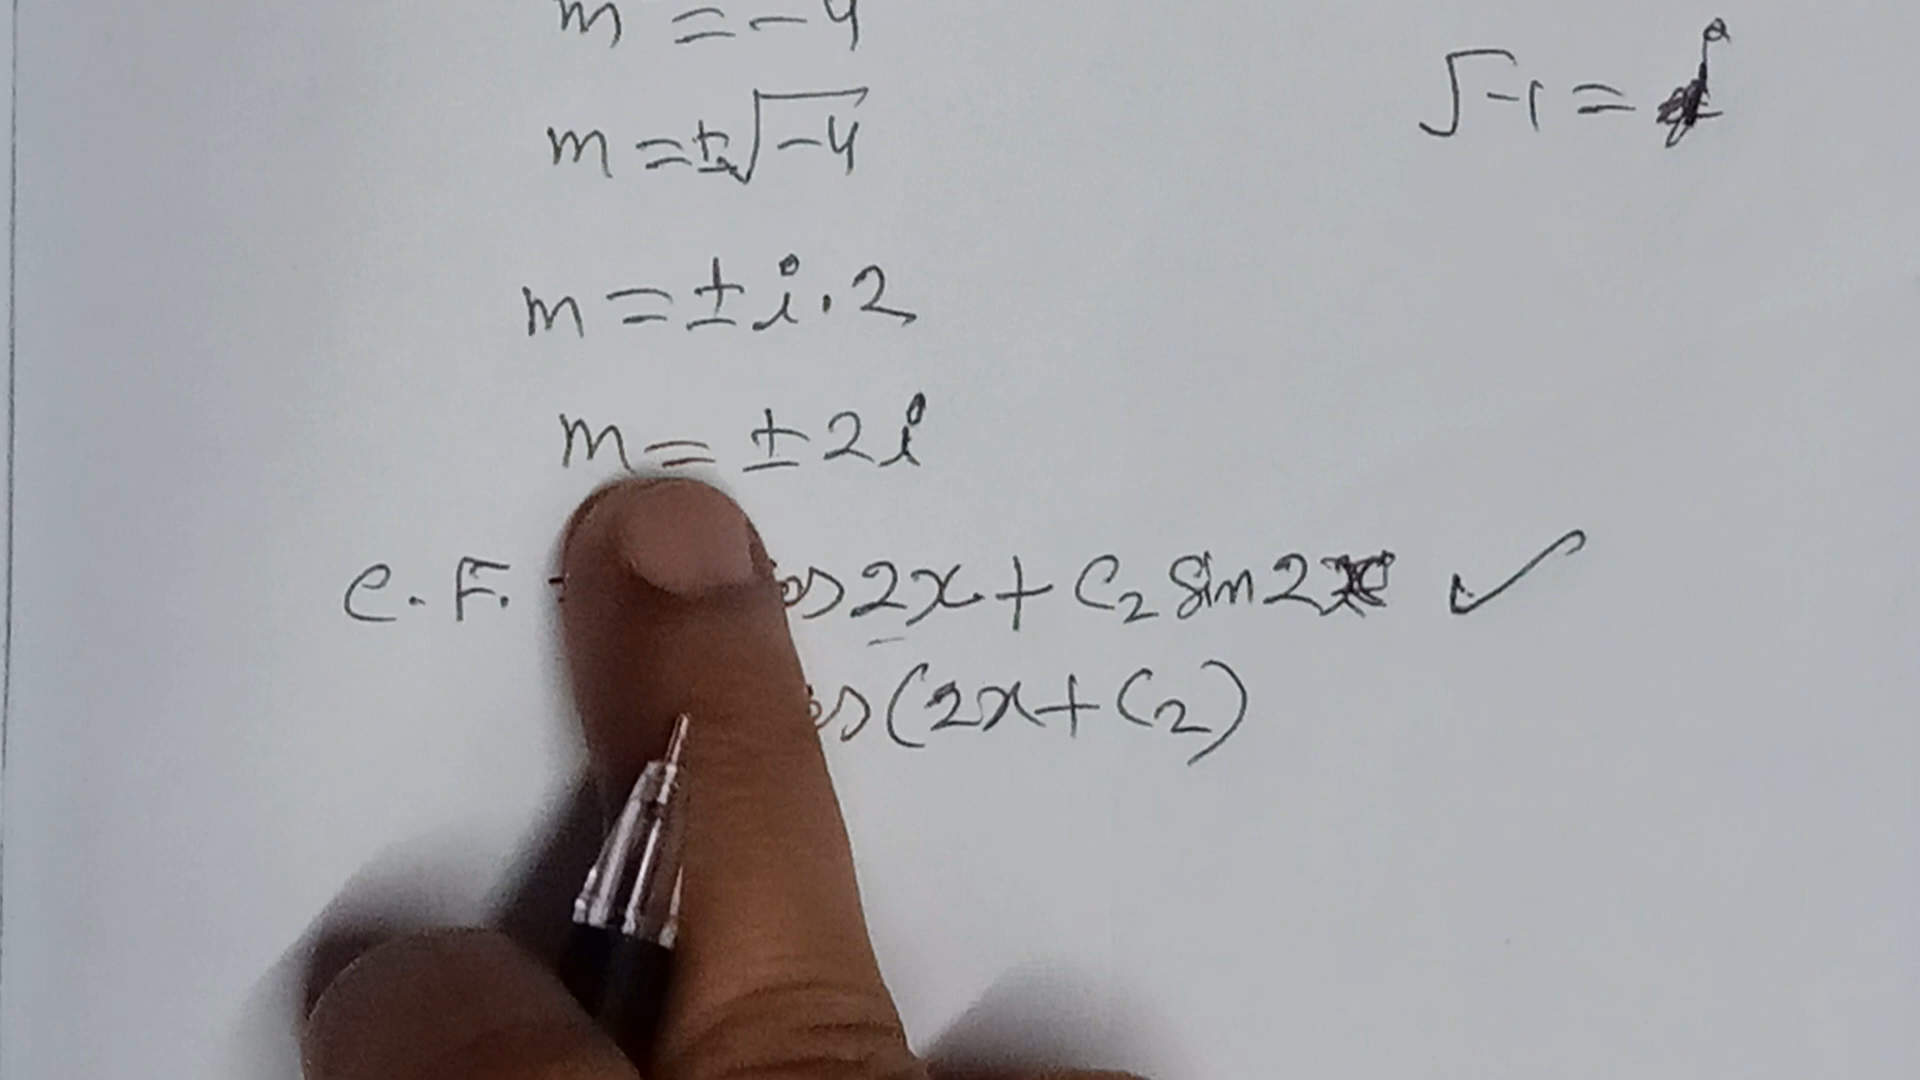 m = -4
m = ±√-4
√-1 = i
m = ±i.2
m = ±2i
C.F. 2x + C₂ Sin 2x ✓
(2x + C₂)